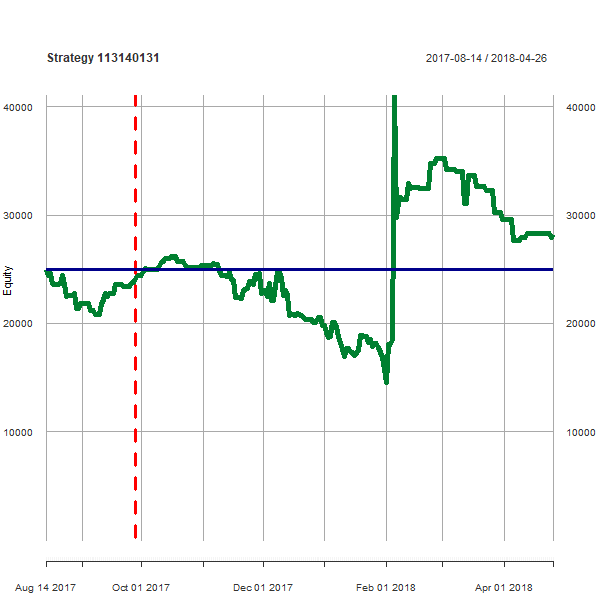 Strategy 113140131
2017-08-14 / 2018-04-26
40000
40000
30000
30000
Equity
20000
20000
10000
10000
Aug 14 2017
Oct 01 2017
Dec 01 2017
Feb 01 2018
Apr 01 2018